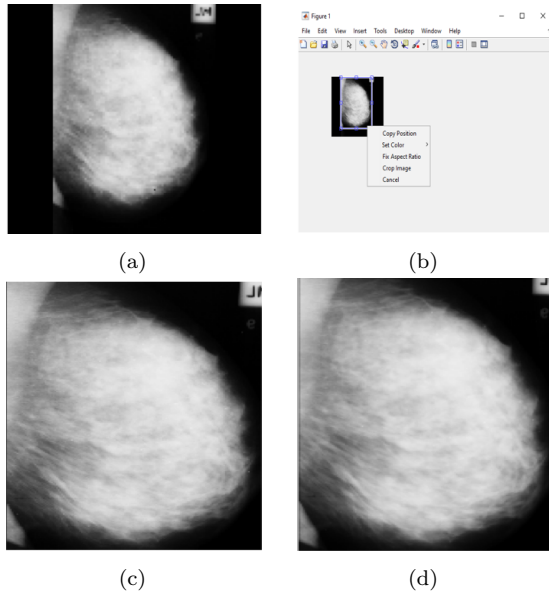 Figure 1
File Edit View Insert Tools Desktop Window Help
Copy Position
Set Color
Fix Aspect Ratio
Crop Image
Cancel
(a)
(b)
(c)
(d)